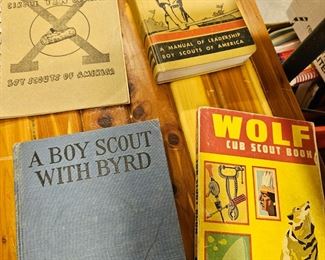 BOY SCOUTS OF AMERICA
A MANUAL OF LEADERSHIP
BOY SCOUTS OF AMERICA
A BOY SCOUT
WITH BYRD
WOLF
CUB SCOUT BOOK